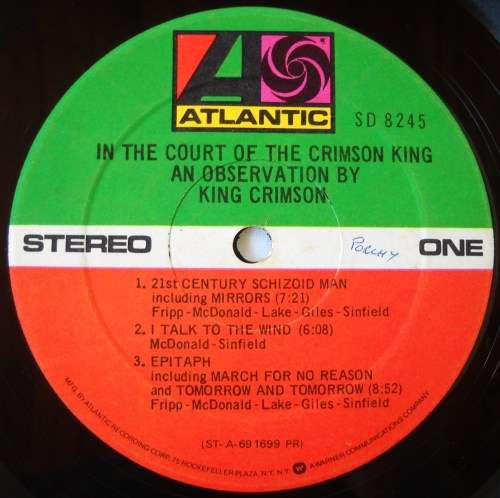 ATLANTIC
SD 8245
IN THE COURT OF THE CRIMSON KING
AN OBSERVATION BY
KING CRIMSON
STEREO
PORCHY
ONE
1. 21st CENTURY SCHIZOID MAN
including MIRRORS (7:21)
Fripp-McDonald-Lake-Giles-Sinfield
2. I TALK TO THE WIND (6:08)
McDonald-Sinfield
3. EPITAPH
including MARCH FOR NO REASON
and TOMORROW AND TOMORROW (8:52)
Fripp-McDonald-Lake-Giles-Sinfield
(ST-A-691699 PR)
MFG. BY ATLANTIC RECORDING CORP., 75 ROCKEFELLER PLAZA, N.Y., N.Y. A WARNER COMMUNICATIONS COMPANY